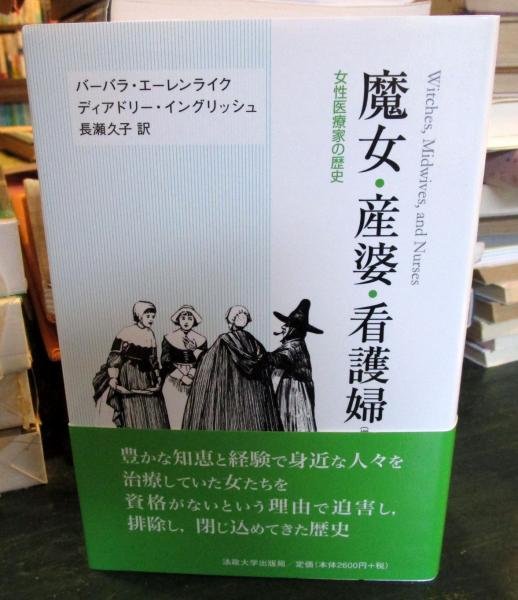 バーバラ・エーレンライク
ディアドリー・イングリッシュ
長瀬久子 訳
Witches, Midwives, and Nurses
魔女・産婆・看護婦
女性医療家の歴史
豊かな知恵と経験で身近な人々を
治療していた女たちを
資格がないという理由で迫害し,
排除し, 閉じ込めてきた歴史
法政大学出版局/定価(本体2600円+税)